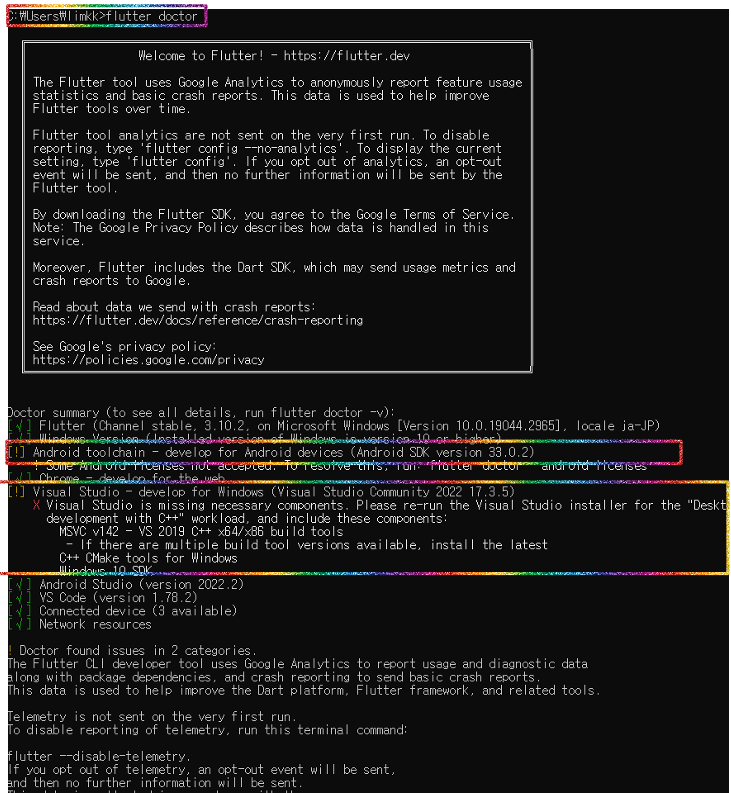 C:₩Users₩limkk>flutter doctor
Welcome to Flutter! - https://flutter.dev
The Flutter tool uses Google Analytics to anonymously report feature usage
statistics and basic crash reports. This data is used to help improve
Flutter tools over time.
Flutter tool analytics are not sent on the very first run. To disable
reporting, type 'flutter config --no-analytics'. To display the current
setting, type 'flutter config'. If you opt out of analytics, an opt-out
event will be sent, and then no further information will be sent by the
Flutter tool.
By downloading the Flutter SDK, you agree to the Google Terms of Service.
Note: The Google Privacy Policy describes how data is handled in this
service.
Moreover, Flutter includes the Dart SDK, which may send usage metrics and
crash reports to Google.
Read about data we send with crash reports:
https://flutter.dev/docs/reference/crash-reporting
See Google's privacy policy:
https://policies.google.com/privacy
Doctor summary (to see all details, run flutter doctor -v):
[√] Flutter (Channel stable, 3.10.2, on Microsoft Windows [Version 10.0.19044.2965], locale ja-JP)
[√] Windows Version (Installed version of Windows is version 10 or higher)
[!] Android toolchain - develop for Android devices (Android SDK version 33.0.2)
! Some Android licenses not accepted. To resolve this, run: flutter doctor --android-licenses
[√] Chrome - develop for the web
[!] Visual Studio - develop for Windows (Visual Studio Community 2022 17.3.5)
X Visual Studio is missing necessary components. Please re-run the Visual Studio installer for the "Deskt
development with C++" workload, and include these components:
MSVC v142 - VS 2019 C++ x64/x86 build tools
- If there are multiple build tool versions available, install the latest
C++ CMake tools for Windows
Windows 10 SDK
[√] Android Studio (version 2022.2)
[√] VS Code (version 1.78.2)
[√] Connected device (3 available)
[√] Network resources
! Doctor found issues in 2 categories.
The Flutter CLI developer tool uses Google Analytics to report usage and diagnostic data
along with package dependencies, and crash reporting to send basic crash reports.
This data is used to help improve the Dart platform, Flutter framework, and related tools.
Telemetry is not sent on the very first run.
To disable reporting of telemetry, run this terminal command:
flutter --disable-telemetry.
If you opt out of telemetry, an opt-out event will be sent,
and then no further information will be sent.